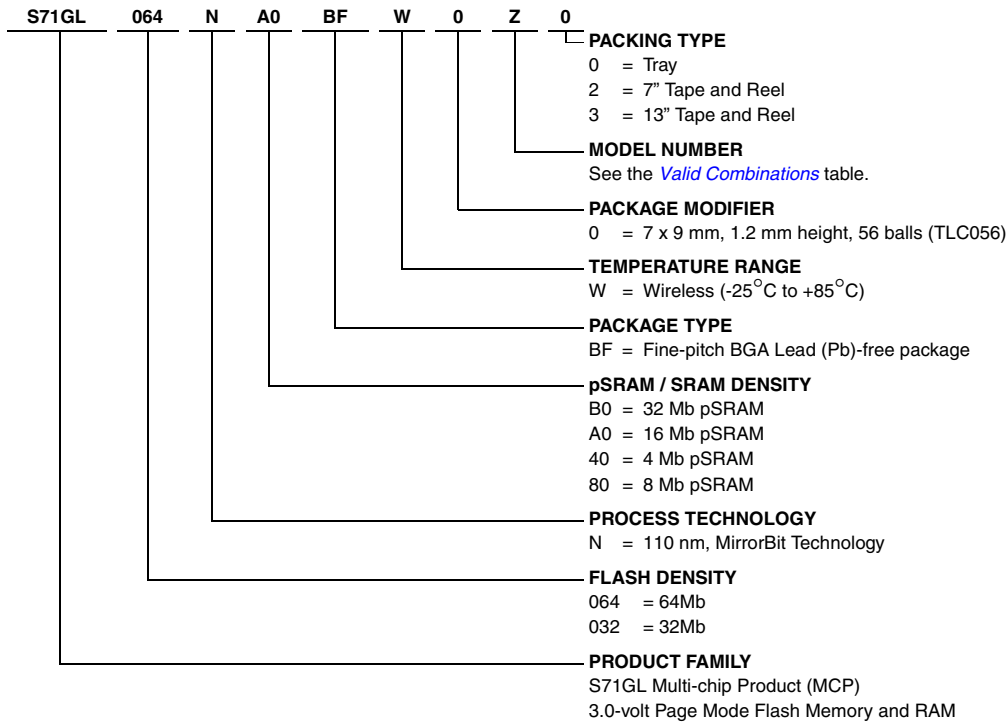 S71GL 064 N A0 BF W 0 Z 0
PACKING TYPE
0 = Tray
2 = 7” Tape and Reel
3 = 13” Tape and Reel
MODEL NUMBER
See the Valid Combinations table.
PACKAGE MODIFIER
0 = 7 x 9 mm, 1.2 mm height, 56 balls (TLC056)
TEMPERATURE RANGE
W = Wireless (-25°C to +85°C)
PACKAGE TYPE
BF = Fine-pitch BGA Lead (Pb)-free package
pSRAM / SRAM DENSITY
B0 = 32 Mb pSRAM
A0 = 16 Mb pSRAM
40 = 4 Mb pSRAM
80 = 8 Mb pSRAM
PROCESS TECHNOLOGY
N = 110 nm, MirrorBit Technology
FLASH DENSITY
064 = 64Mb
032 = 32Mb
PRODUCT FAMILY
S71GL Multi-chip Product (MCP)
3.0-volt Page Mode Flash Memory and RAM